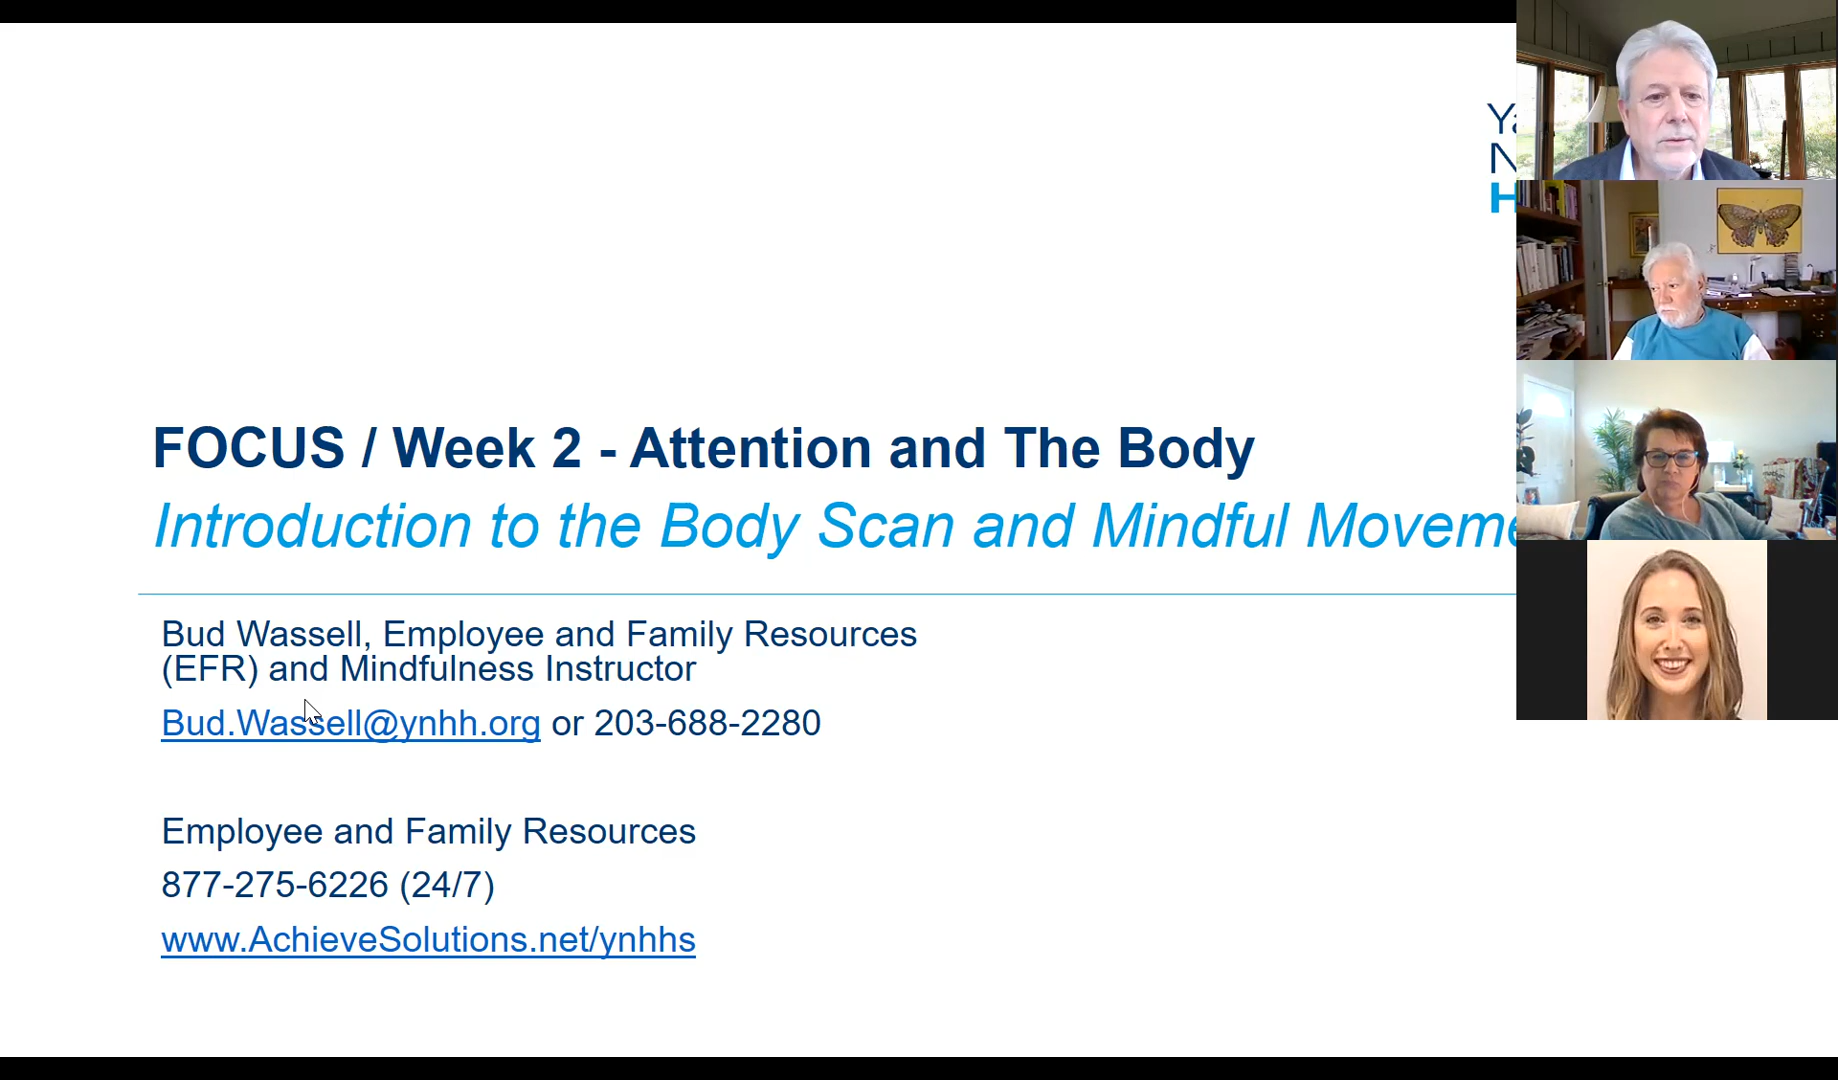 FOCUS / Week 2 - Attention and The Body
Introduction to the Body Scan and Mindful
Bud Wassell, Employee and Family Resources
(EFR) and Mindfulness Instructor
Bud.Wassell@ynhh.org or 203-688-2280
Employee and Family Resources
877-275-6226 (24/7)
www.AchieveSolutions.net/ynhhs